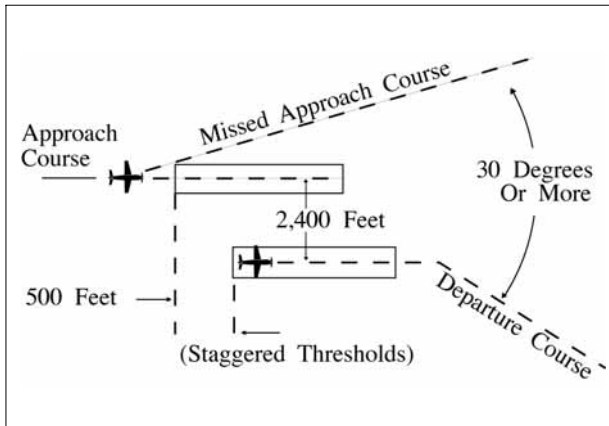 Missed Approach Course
Approach
Course
30 Degrees
Or More
2,400 Feet
500 Feet
Departure Course
(Staggered Thresholds)